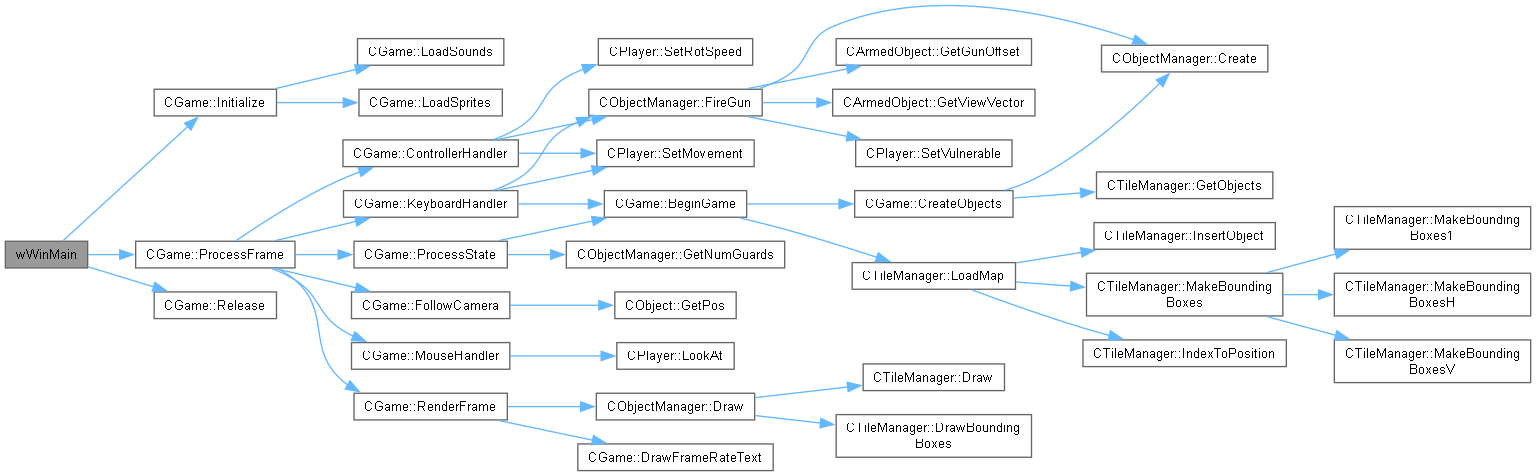 wWinMain
CGame::Initialize
CGame::ProcessFrame
CGame::Release
CGame::LoadSounds
CGame::LoadSprites
CGame::ControllerHandler
CGame::KeyboardHandler
CGame::ProcessState
CGame::FollowCamera
CGame::MouseHandler
CGame::RenderFrame
CPlayer::SetRotSpeed
CObjectManager::FireGun
CPlayer::SetMovement
CGame::BeginGame
CObjectManager::GetNumGuards
CObject::GetPos
CPlayer::LookAt
CObjectManager::Draw
CGame::DrawFrameRateText
CArmedObject::GetGunOffset
CArmedObject::GetViewVector
CPlayer::SetVulnerable
CGame::CreateObjects
CTileManager::LoadMap
CTileManager::Draw
CTileManager::DrawBounding
Boxes
CObjectManager::Create
CTileManager::GetObjects
CTileManager::InsertObject
CTileManager::MakeBounding
Boxes
CTileManager::IndexToPosition
CTileManager::MakeBounding
Boxes1
CTileManager::MakeBounding
BoxesH
CTileManager::MakeBounding
BoxesV